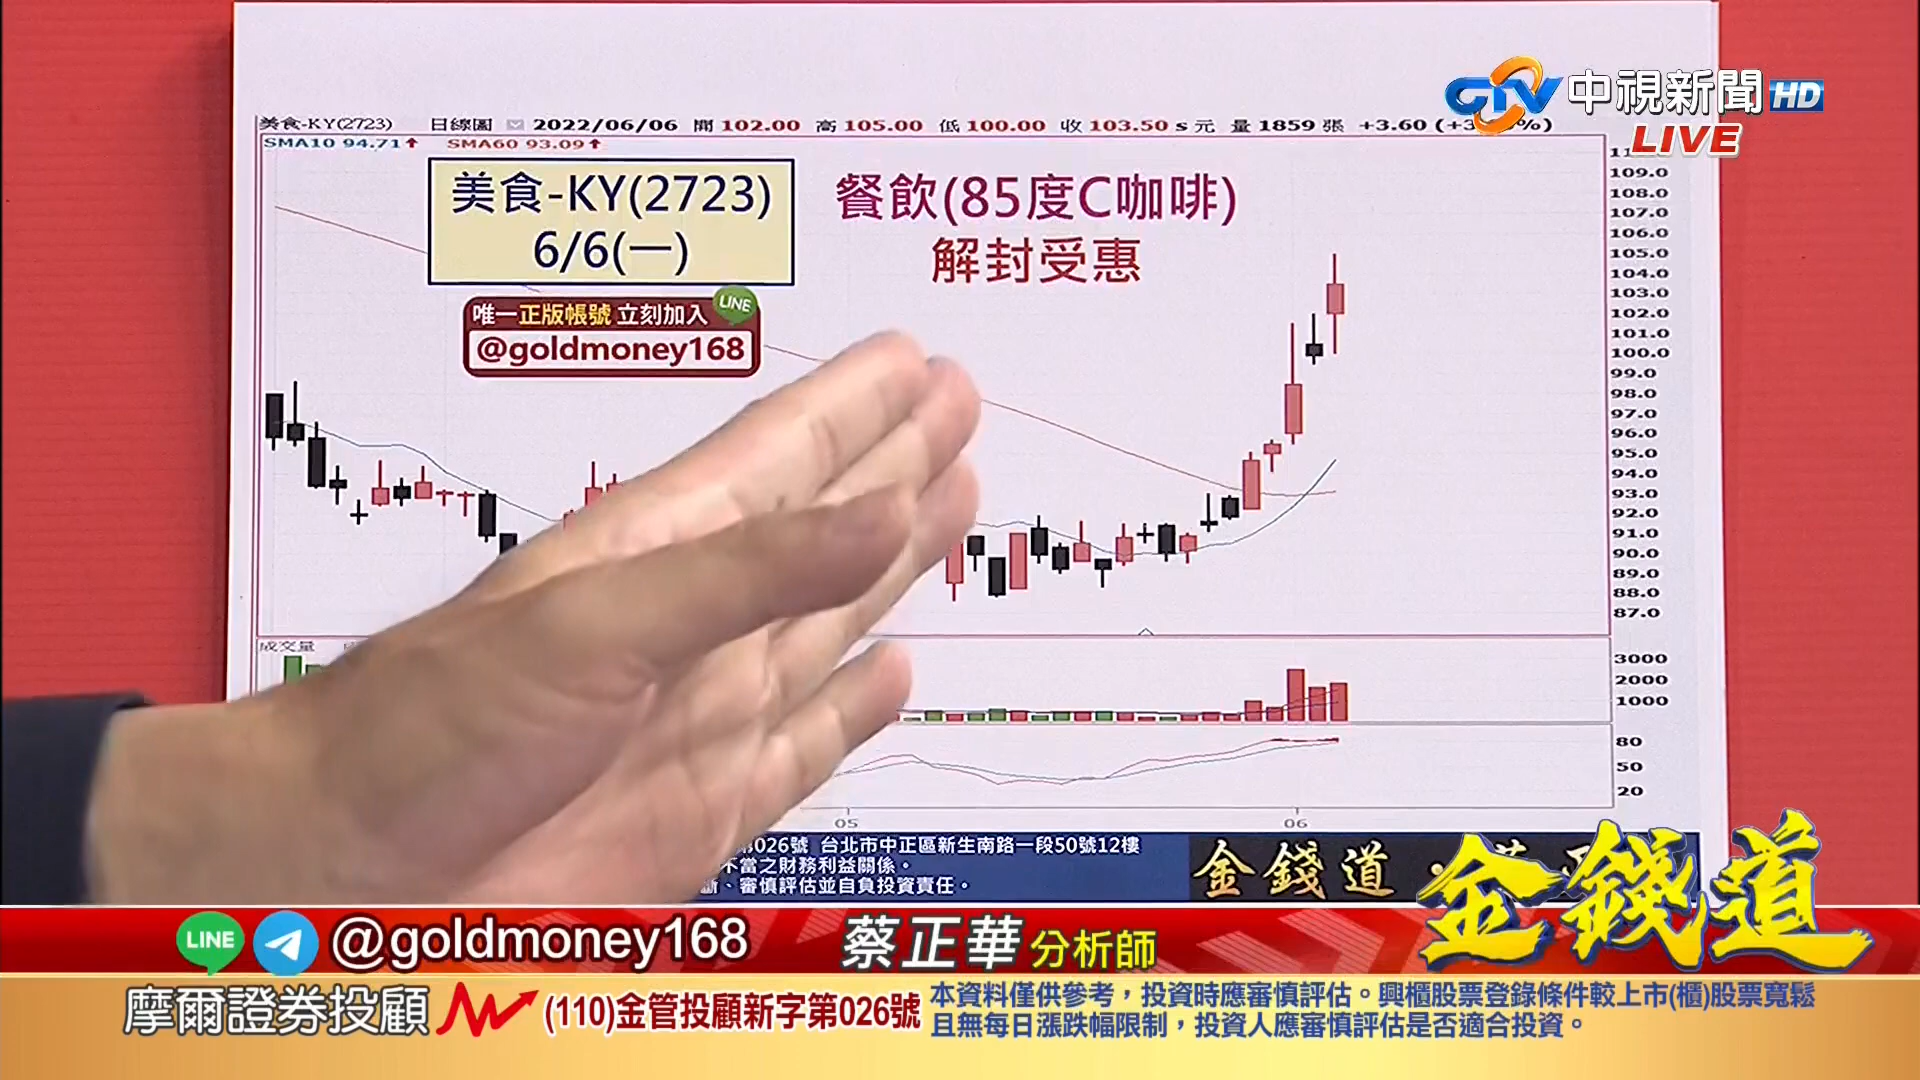 CTV 中視新聞 HD
LIVE
美食-KY(2723) 日線圖 2022/06/06 開 102.00 高 105.00 低 100.00 收 103.50 s 元 量 1859 張 +3.60
SMA10 94.71 SMA60 93.09
美食-KY(2723)
6/6(一)
餐飲(85度C咖啡)
解封受惠
唯一正版帳號 立刻加入
LINE
@goldmoney168
109.0
108.0
107.0
106.0
105.0
104.0
103.0
102.0
101.0
100.0
99.0
98.0
97.0
96.0
95.0
94.0
93.0
92.0
91.0
90.0
89.0
88.0
87.0
成交量
3000
2000
1000
80
50
20
05 06
026號 台北市中正區新生南路一段50號12樓
不當之財務利益關係。
斷、審慎評估並自負投資責任。
金錢道
金錢道
LINE @goldmoney168 蔡正華 分析師
摩爾證券投顧 (110)金管投顧新字第026號
本資料僅供參考，投資時應審慎評估。興櫃股票登錄條件較上市(櫃)股票寬鬆
且無每日漲跌幅限制，投資人應審慎評估是否適合投資。